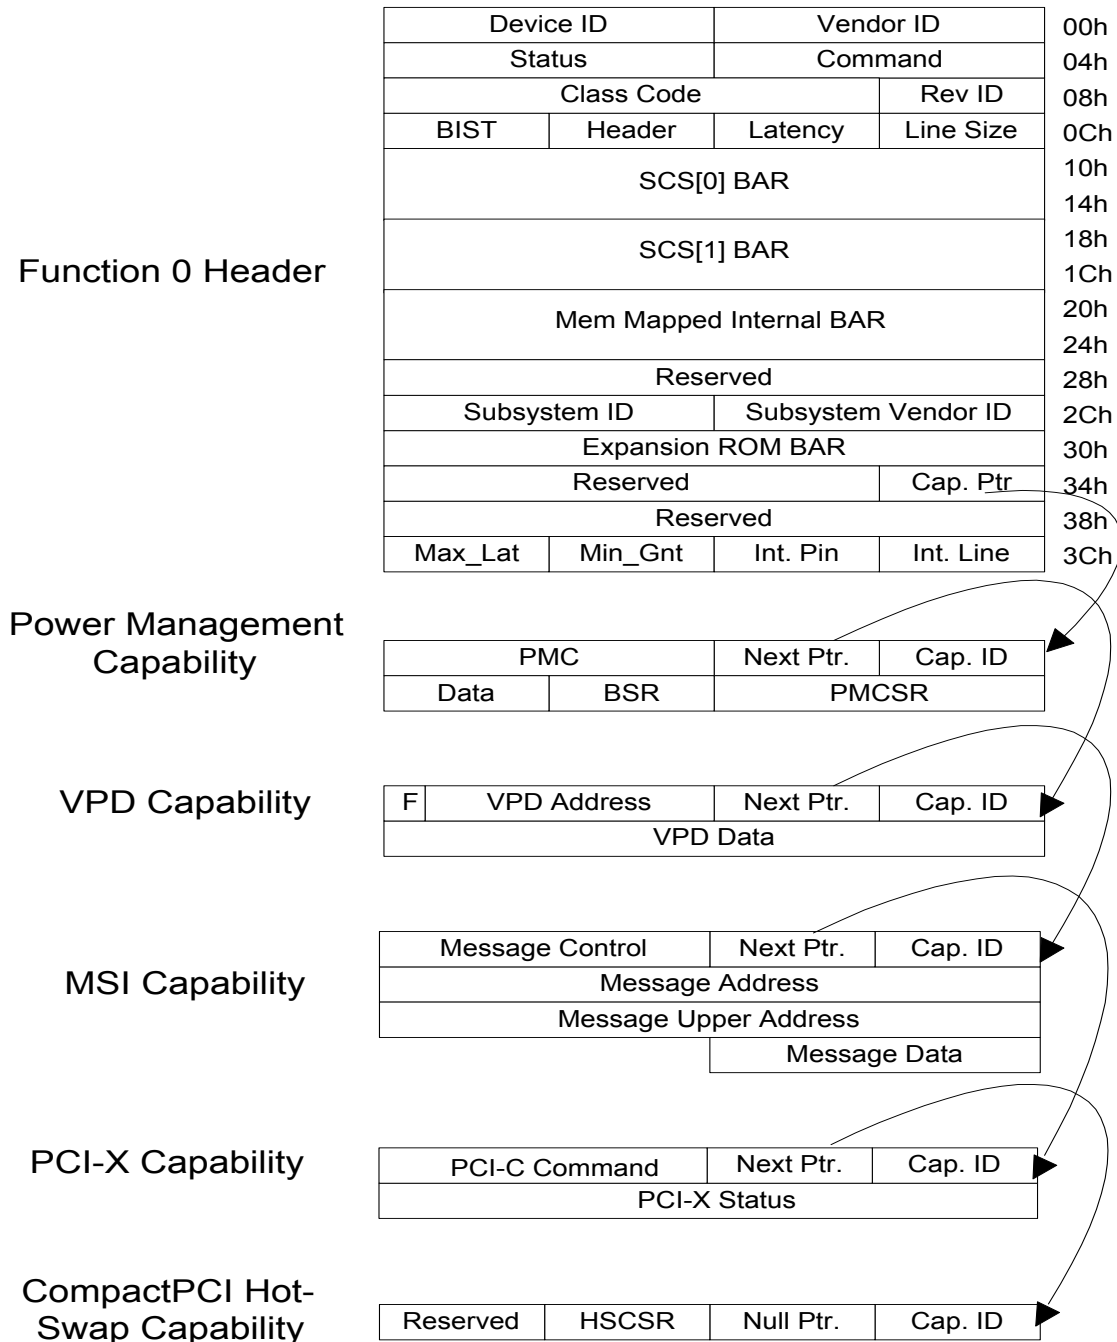 Device ID Vendor ID 00h
Status Command 04h
Class Code Rev ID 08h
BIST Header Latency Line Size 0Ch
SCS[0] BAR 10h
14h
SCS[1] BAR 18h
Function 0 Header 1Ch
Mem Mapped Internal BAR 20h
24h
Reserved 28h
Subsystem ID Subsystem Vendor ID 2Ch
Expansion ROM BAR 30h
Reserved Cap. Ptr 34h
Reserved 38h
Max_Lat Min_Gnt Int. Pin Int. Line 3Ch
Power Management
Capability
PMC Next Ptr. Cap. ID
Data BSR PMCSR
VPD Capability
F VPD Address Next Ptr. Cap. ID
VPD Data
MSI Capability
Message Control Next Ptr. Cap. ID
Message Address
Message Upper Address
Message Data
PCI-X Capability
PCI-C Command Next Ptr. Cap. ID
PCI-X Status
CompactPCI Hot-
Swap Capability
Reserved HSCSR Null Ptr. Cap. ID